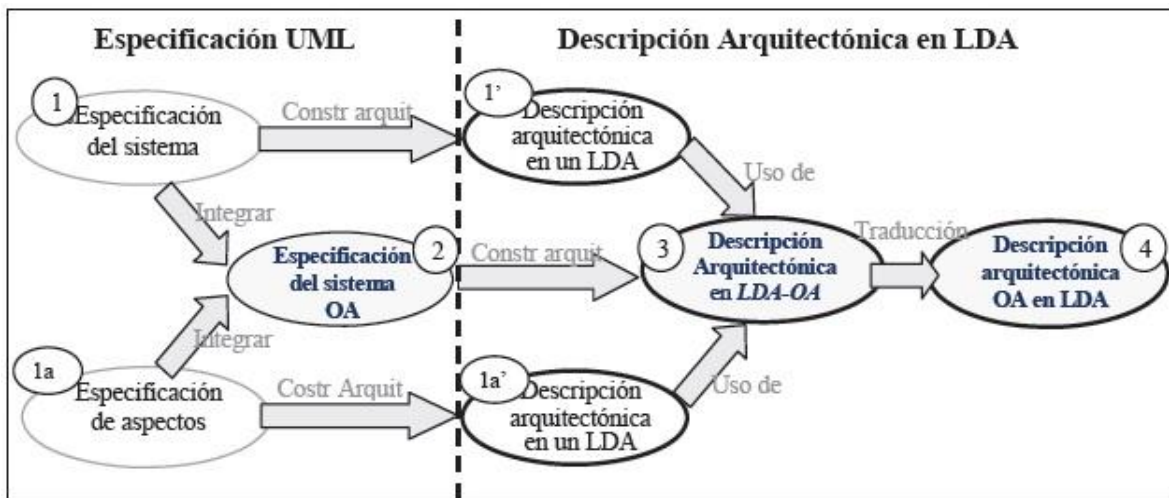 Especificación UML
Descripción Arquitectónica en LDA
1
Especificación
del sistema
Constr arquit
1’
Descripción
arquitectónica
en un LDA
Integrar
Uso de
2
Especificación
del sistema
OA
Constr arquit
3
Descripción
Arquitectónica
en LDA-OA
Traducción
4
Descripción
arquitectónica
OA en LDA
Integrar
1a
Especificación
de aspectos
Costr Arquit
1a’
Descripción
arquitectónica
en un LDA
Uso de